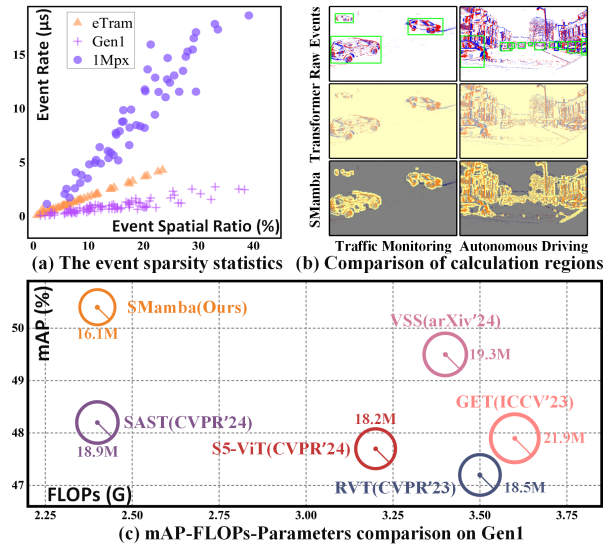 eTram
Gen1
1Mpx
Event Rate (μs)
15
10
5
0
0
10
20
30
40
Event Spatial Ratio (%)
(a) The event sparsity statistics
Raw Events
Transformer
SMamba
Traffic Monitoring
Autonomous Driving
(b) Comparison of calculation regions
mAP (%)
50
49
48
47
SMamba(Ours)
16.1M
VSS(arXiv'24)
19.3M
SAST(CVPR'24)
18.9M
18.2M
S5-ViT(CVPR'24)
GET(ICCV'23)
21.9M
RVT(CVPR'23)
18.5M
FLOPs (G)
2.25
2.50
2.75
3.00
3.25
3.50
3.75
(c) mAP-FLOPs-Parameters comparison on Gen1